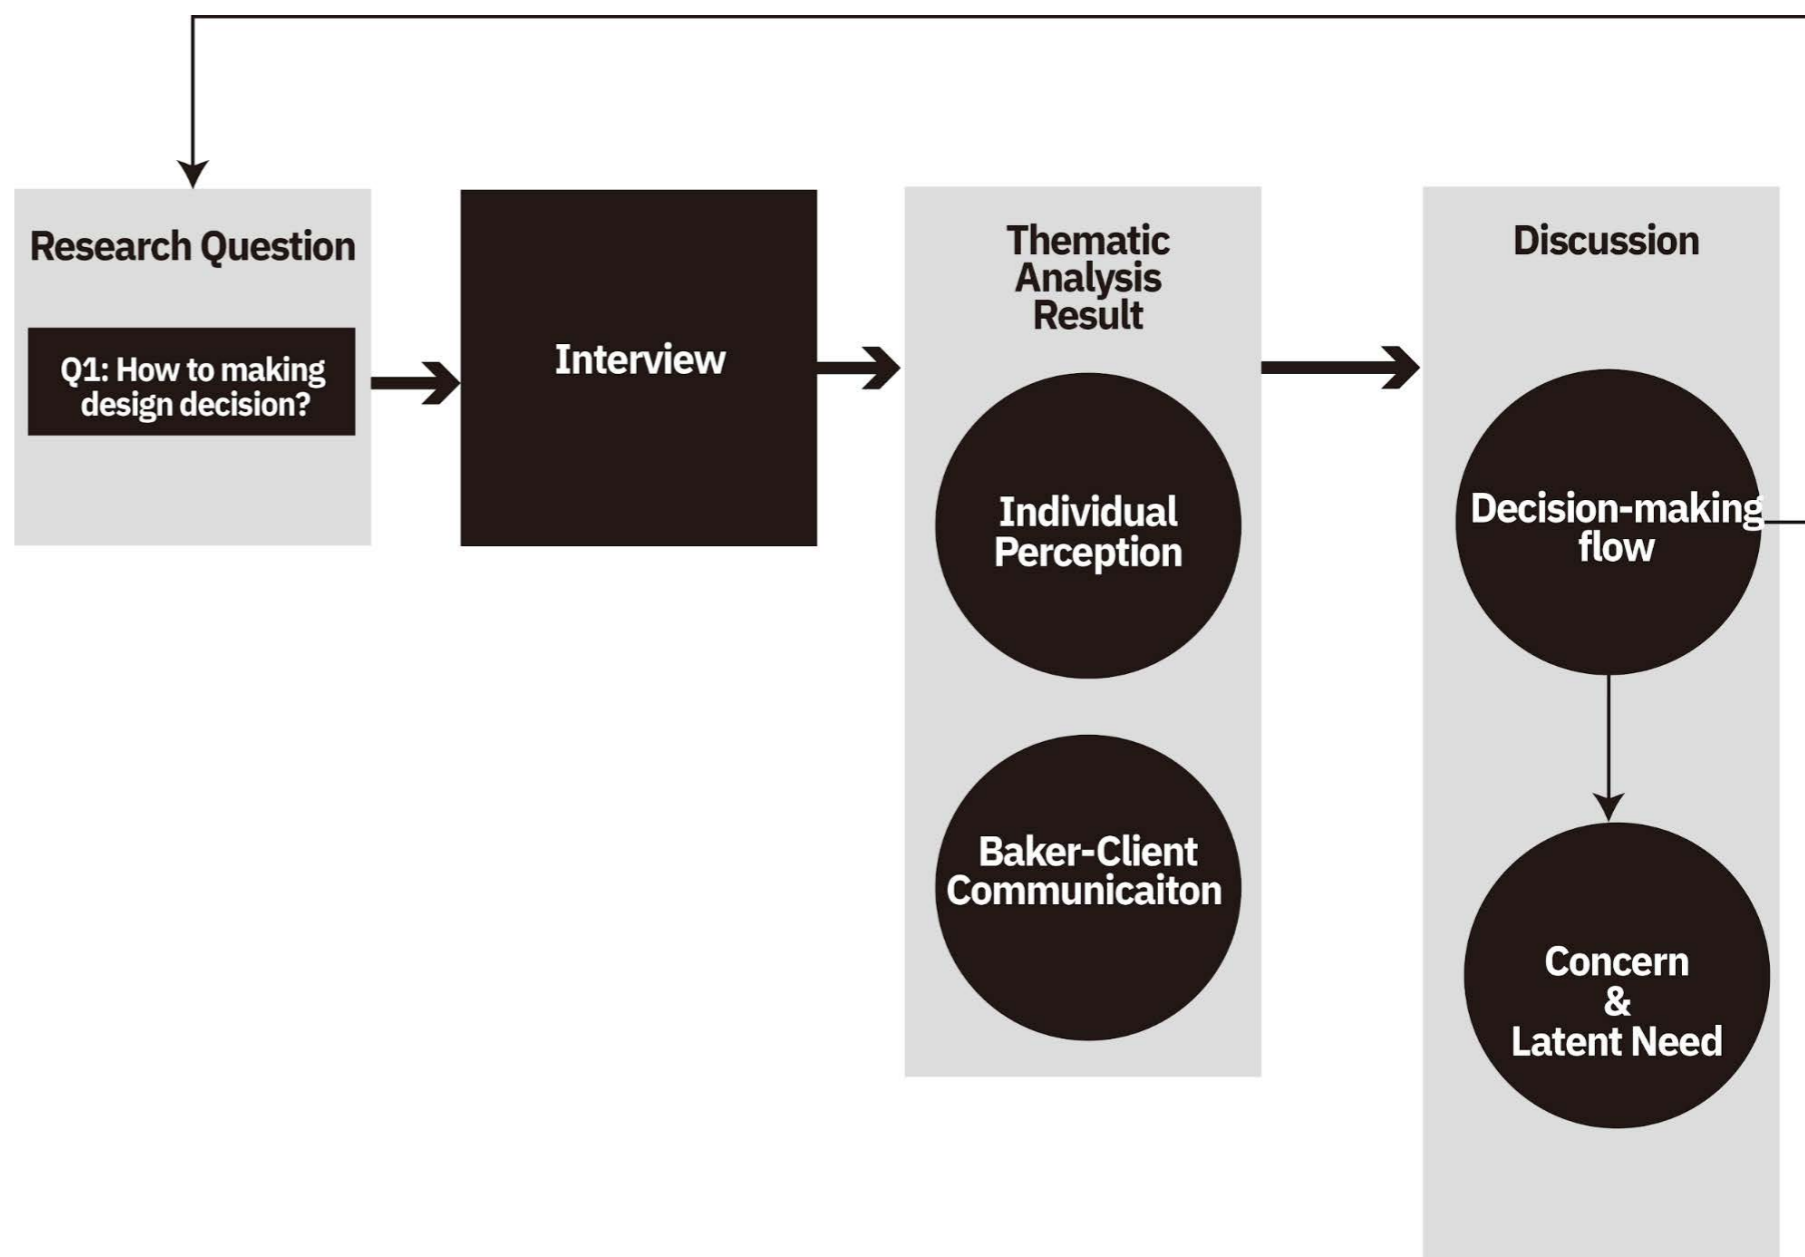 Research Question
Q1: How to making
design decision?
Interview
Thematic
Analysis
Result
Individual
Perception
Baker-Client
Communicaiton
Discussion
Decision-making
flow
Concern
&
Latent Need